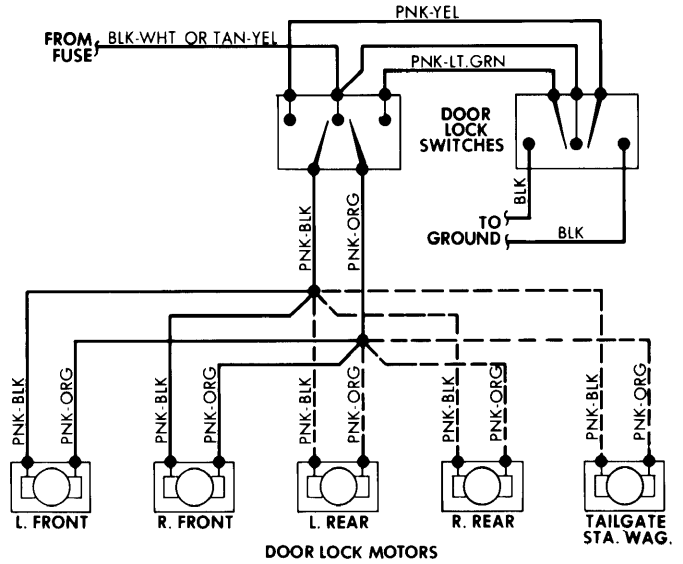 PNK-YEL
FROM
FUSE
BLK-WHT OR TAN-YEL
PNK-LT.GRN
DOOR
LOCK
SWITCHES
BLK
TO
GROUND
BLK
PNK-BLK
PNK-ORG
PNK-BLK
PNK-ORG
PNK-BLK
PNK-ORG
PNK-BLK
PNK-ORG
PNK-BLK
PNK-ORG
PNK-BLK
PNK-ORG
L. FRONT
R. FRONT
L. REAR
R. REAR
TAILGATE
STA. WAG.
DOOR LOCK MOTORS